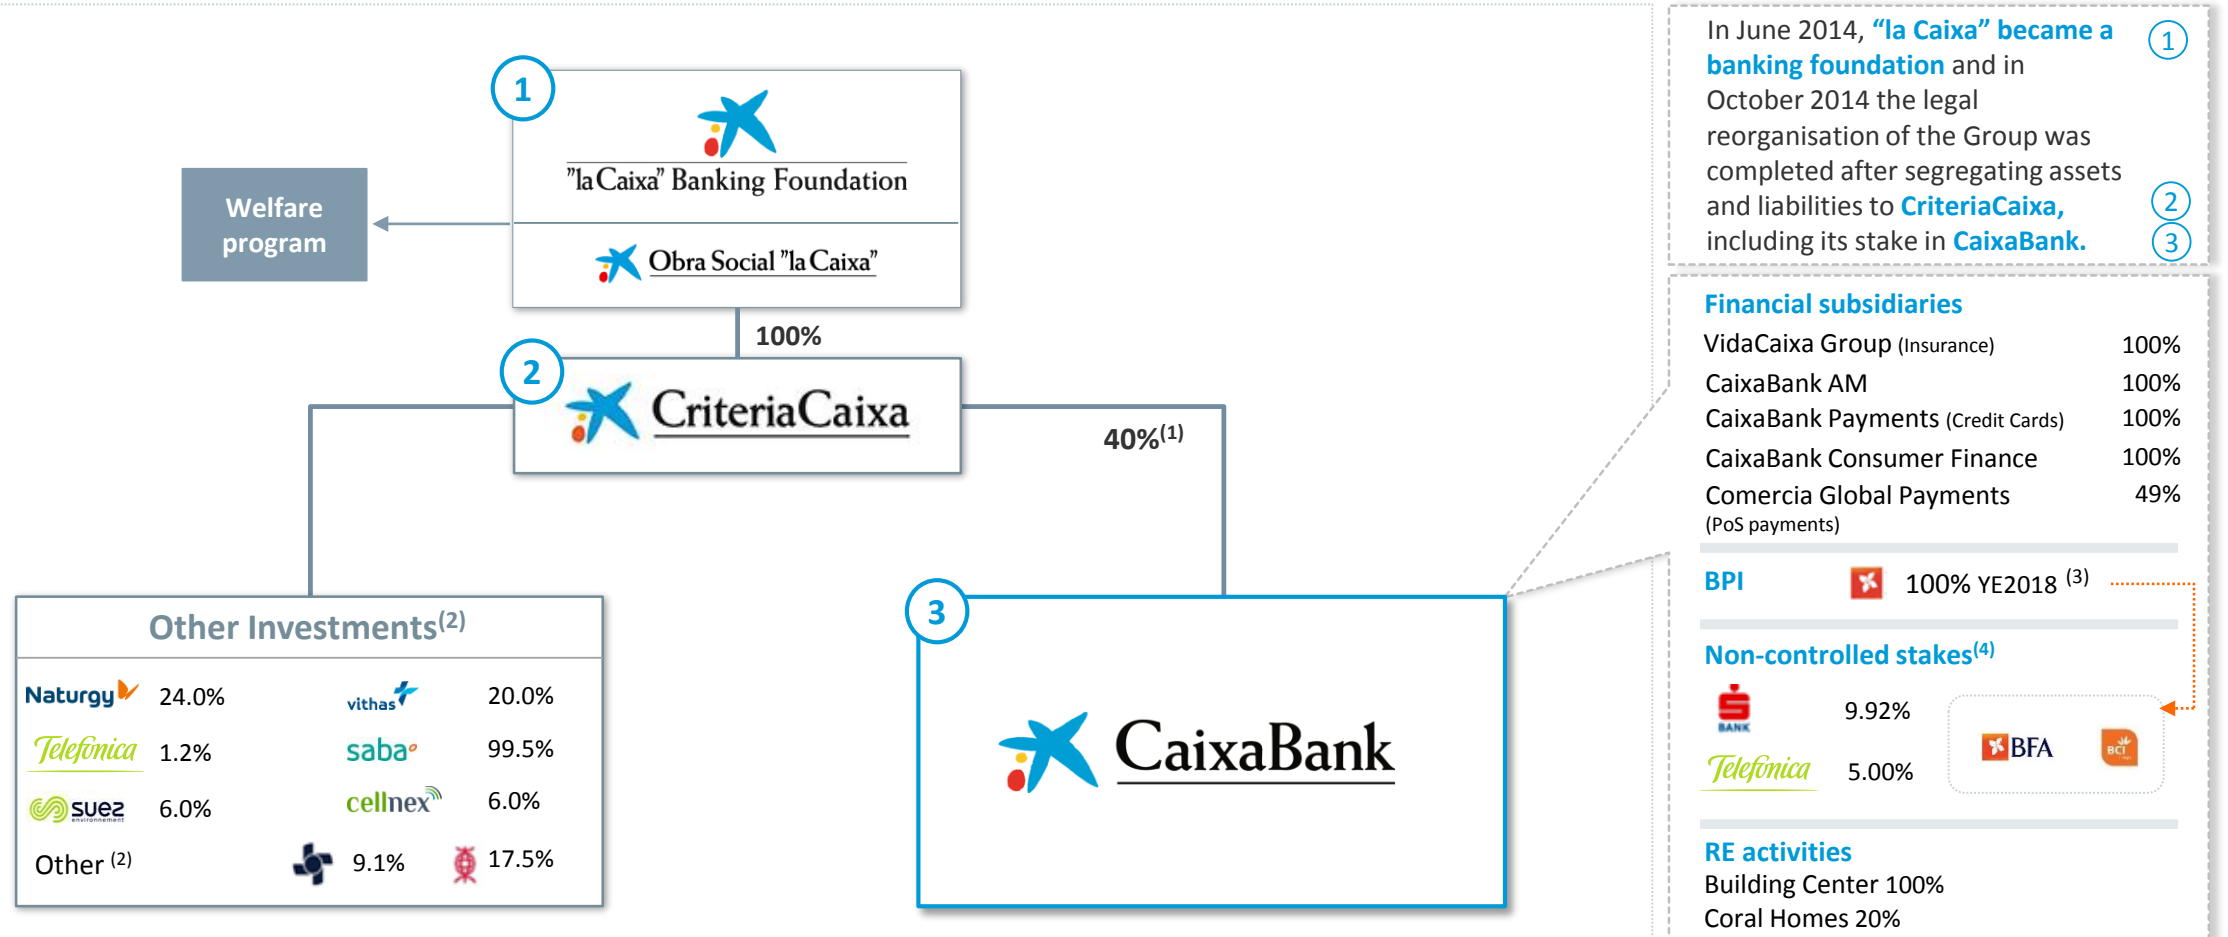 1
"la Caixa" Banking Foundation
Obra Social "la Caixa"
Welfare
program
100%
2
CriteriaCaixa
40%(1)
Other Investments(2)
Naturgy 24.0%
vithas 20.0%
Telefónica 1.2%
saba 99.5%
suez environnement 6.0%
cellnex 6.0%
Other (2) 9.1% 17.5%
3
CaixaBank
In June 2014, “la Caixa” became a 1
banking foundation and in
October 2014 the legal
reorganisation of the Group was
completed after segregating assets
and liabilities to CriteriaCaixa, 2
including its stake in CaixaBank. 3
Financial subsidiaries
VidaCaixa Group (Insurance) 100%
CaixaBank AM 100%
CaixaBank Payments (Credit Cards) 100%
CaixaBank Consumer Finance 100%
Comercia Global Payments 49%
(PoS payments)
BPI 100% YE2018 (3)
Non-controlled stakes(4)
BANK 9.92%
BFA BCI
Telefónica 5.00%
RE activities
Building Center 100%
Coral Homes 20%